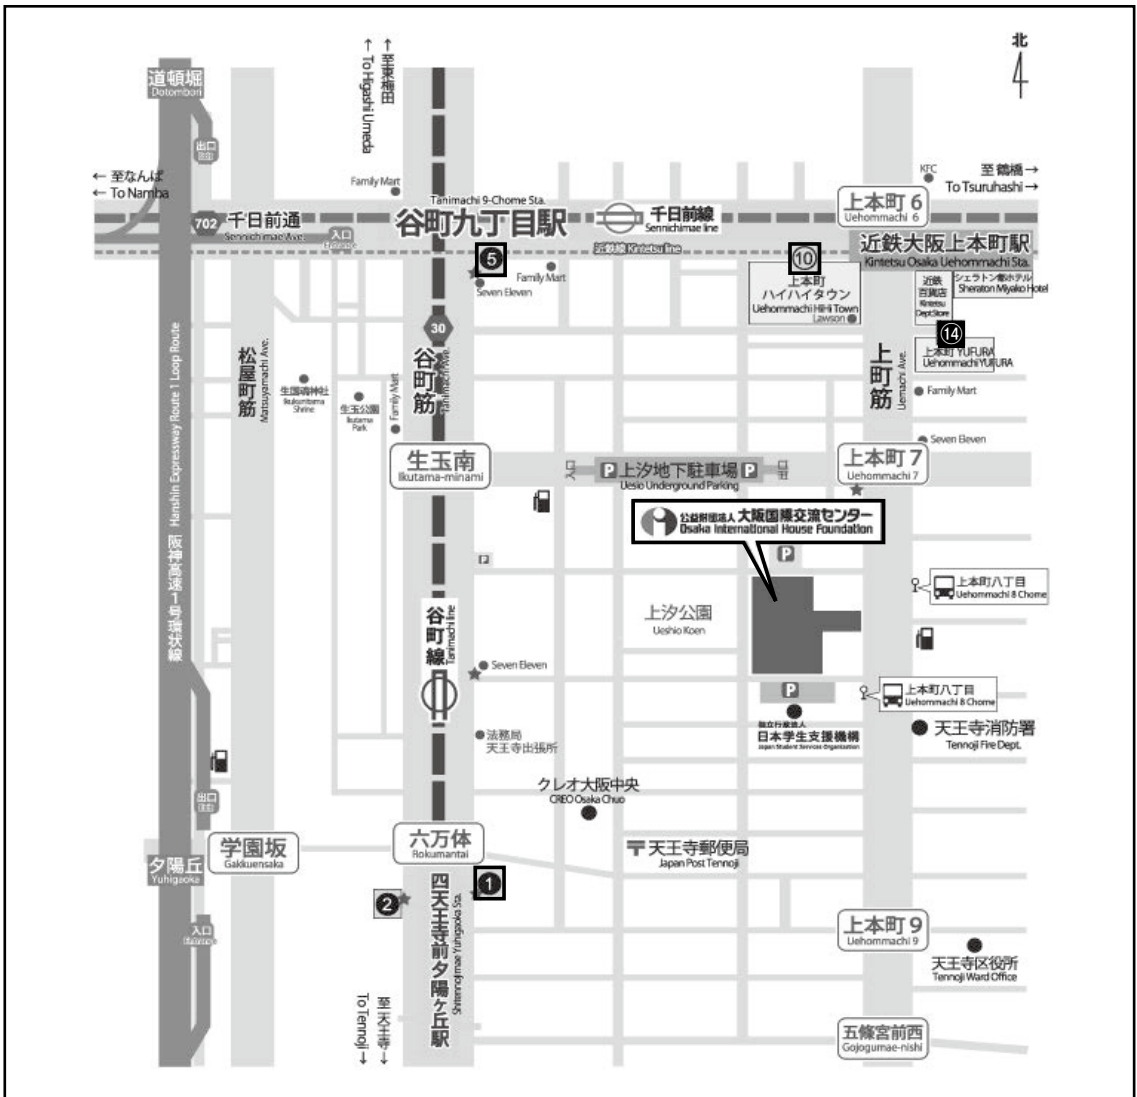 北
道頓堀
Dotombori
← 至東梅田
← To Higashi Umeda
出口
← 至なんば
← To Namba
Family Mart
KFC
至 鶴橋 →
To Tsuruhashi →
702
千日前通
Sennichimae Ave.
入口
Entrance
Tanimachi 9-Chome Sta.
谷町九丁目駅
千日前線
Sennichimae line
上本町 6
Uehommachi 6
近鉄線 Kintetsu line
近鉄大阪上本町駅
Kintetsu Osaka Uehommachi Sta.
5
Family Mart
Seven Eleven
10
上本町
ハイハイタウン
Uehommachi HiHi Town
Lawson
近鉄
百貨店
Kintetsu
Dept.Store
シェラトン都ホテル
Sheraton Miyako Hotel
14
上本町 YUFURA
Uehommachi YUFURA
30
谷町筋
Tanimachi Ave.
松屋町筋
Matsuyamachi Ave.
上町筋
Uemachi Ave.
Hanshin Expressway Route 1 Loop Route
阪神高速1号環状線
生国魂神社
Ikukunitama
Shrine
生玉公園
Ikutama
Park
Family Mart
Family Mart
Seven Eleven
生玉南
Ikutama-minami
入口
P 上汐地下駐車場 P
Uesio Underground Parking
出口
上本町 7
Uehommachi 7
公益財団法人 大阪国際交流センター
Osaka International House Foundation
P
P
上本町八丁目
Uehommachi 8 Chome
上汐公園
Ueshio Koen
谷町線
Tanimachi line
Seven Eleven
P
上本町八丁目
Uehommachi 8 Chome
独立行政法人
日本学生支援機構
Japan Student Services Organization
天王寺消防署
Tennoji Fire Dept.
法務局
天王寺出張所
クレオ大阪中央
CREO Osaka Chuo
出口
六万体
Rokumantai
学園坂
Gakkuensaka
夕陽丘
Yuhigaoka
〒天王寺郵便局
Japan Post Tennoji
1
2
四天王寺前夕陽ヶ丘駅
Shitennojimae Yuhigaoka Sta.
入口
Entrance
上本町 9
Uehommachi 9
天王寺区役所
Tennoji Ward Office
至 天王寺→
To Tennoji →
五條宮前西
Gojogumae-nishi